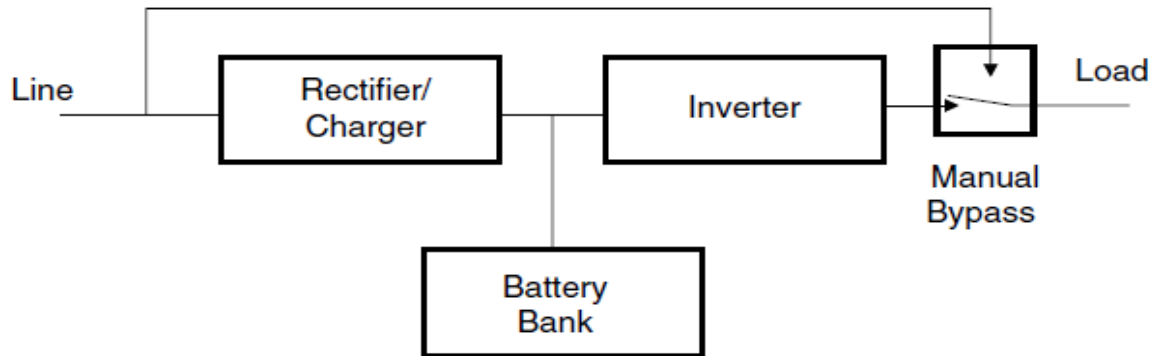 Line
Rectifier/
Charger
Inverter
Load
Manual
Bypass
Battery
Bank